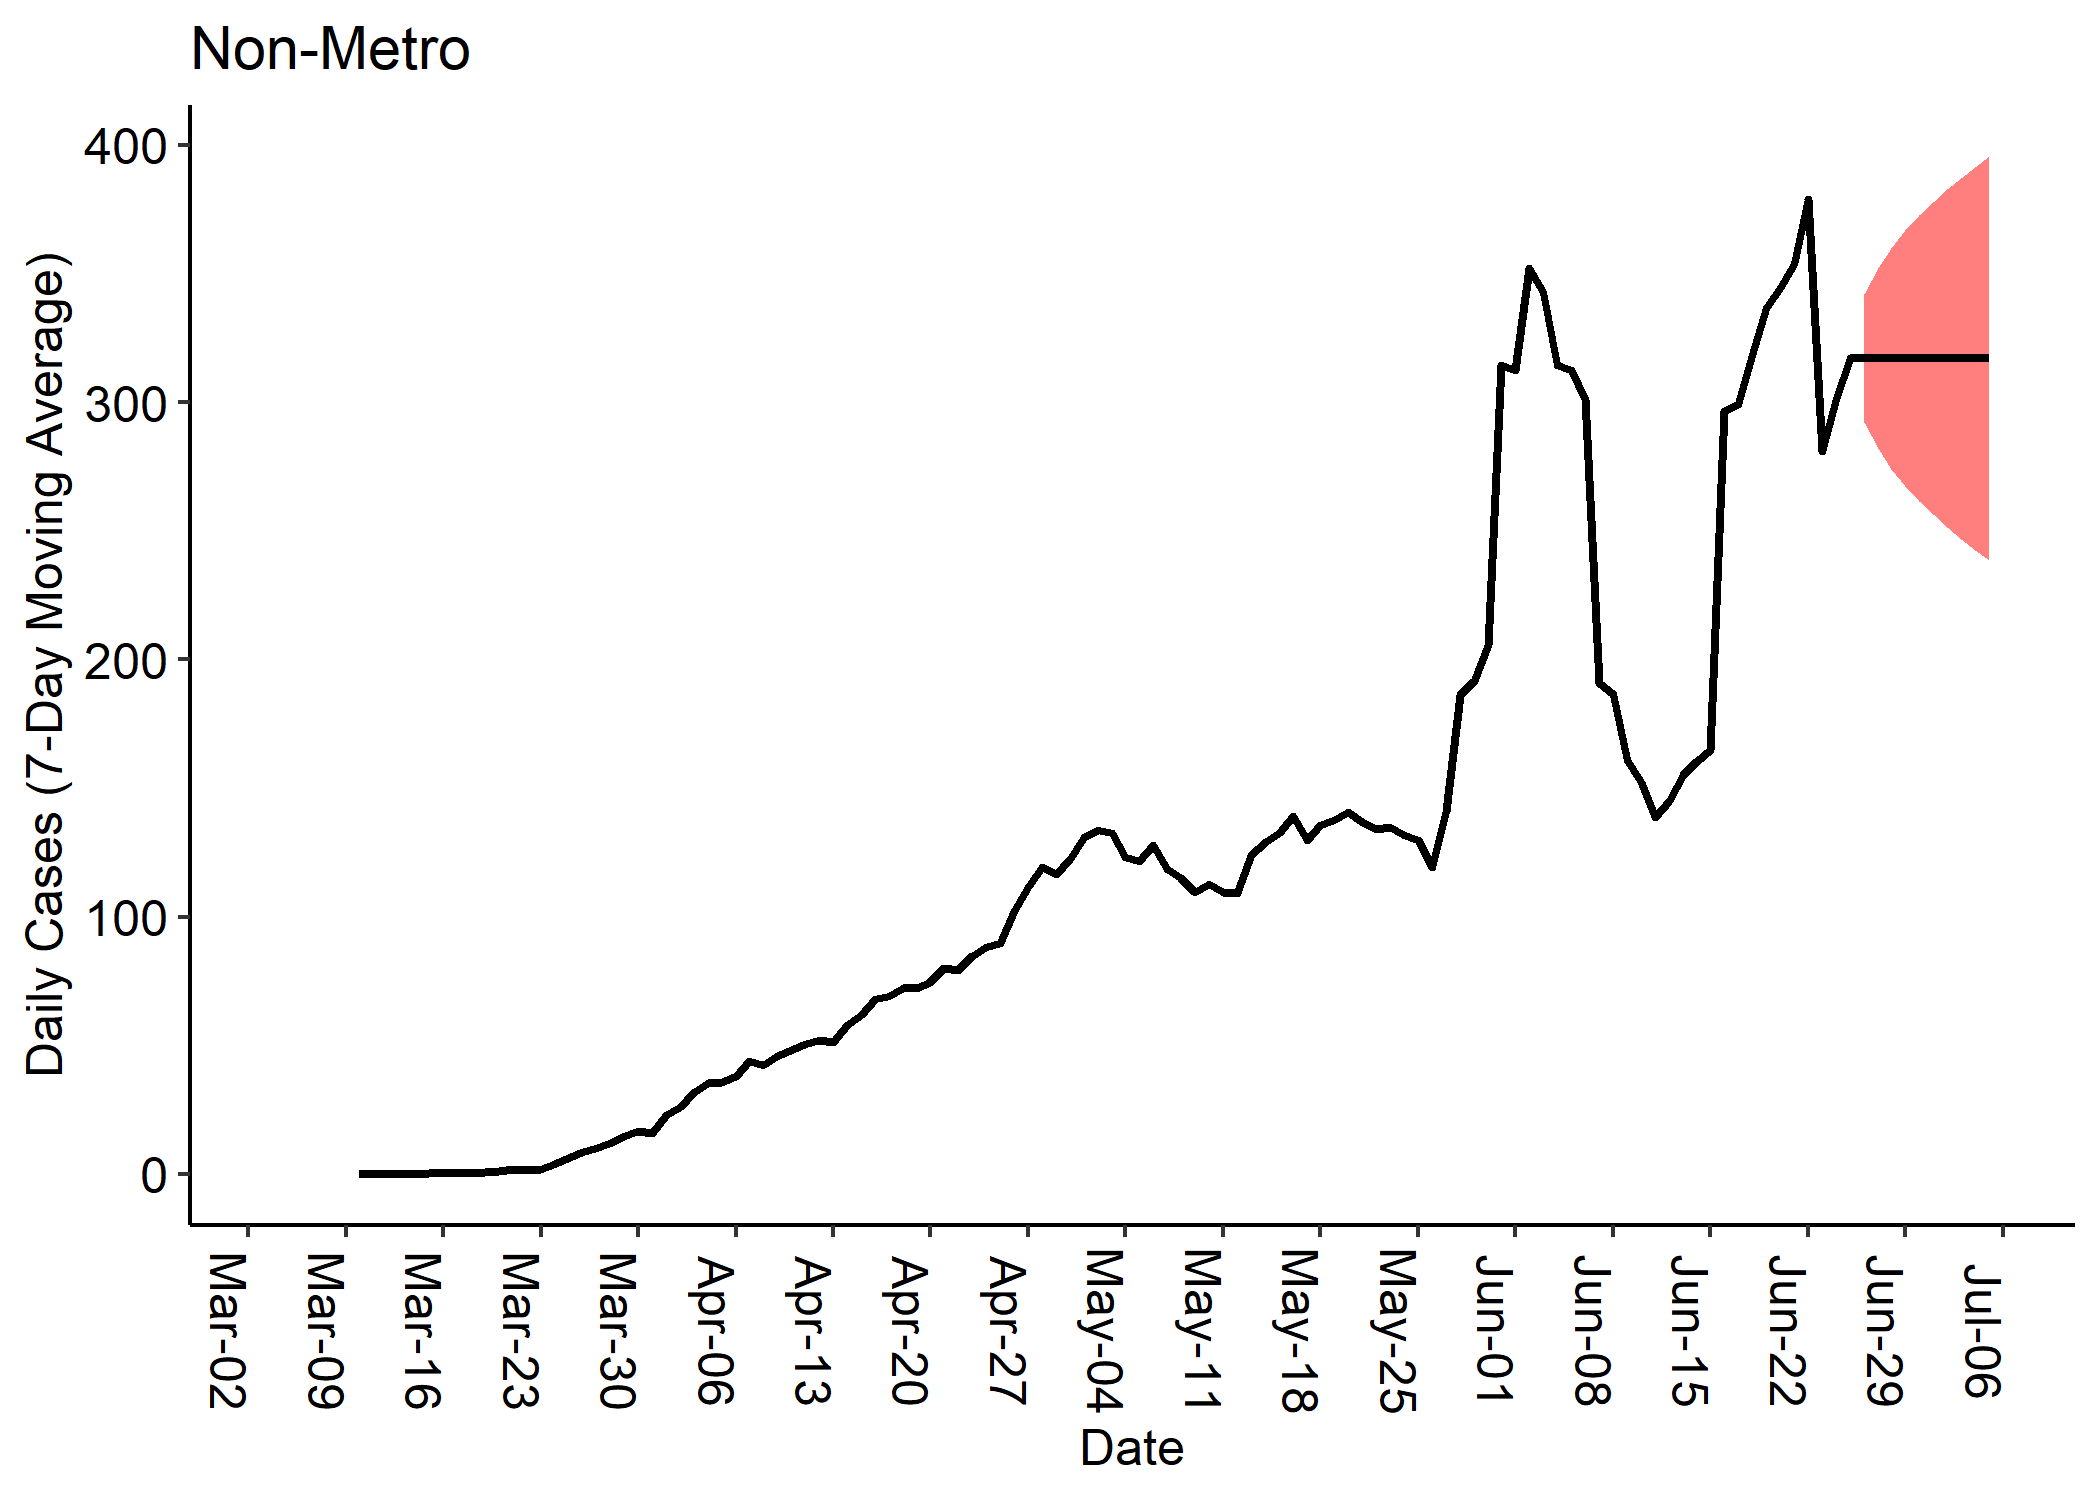 Non-Metro
Daily Cases (7-Day Moving Average)
400
300
200
100
0
Mar-02
Mar-09
Mar-16
Mar-23
Mar-30
Apr-06
Apr-13
Apr-20
Apr-27
May-04
May-11
May-18
May-25
Jun-01
Jun-08
Jun-15
Jun-22
Jun-29
Jul-06
Date